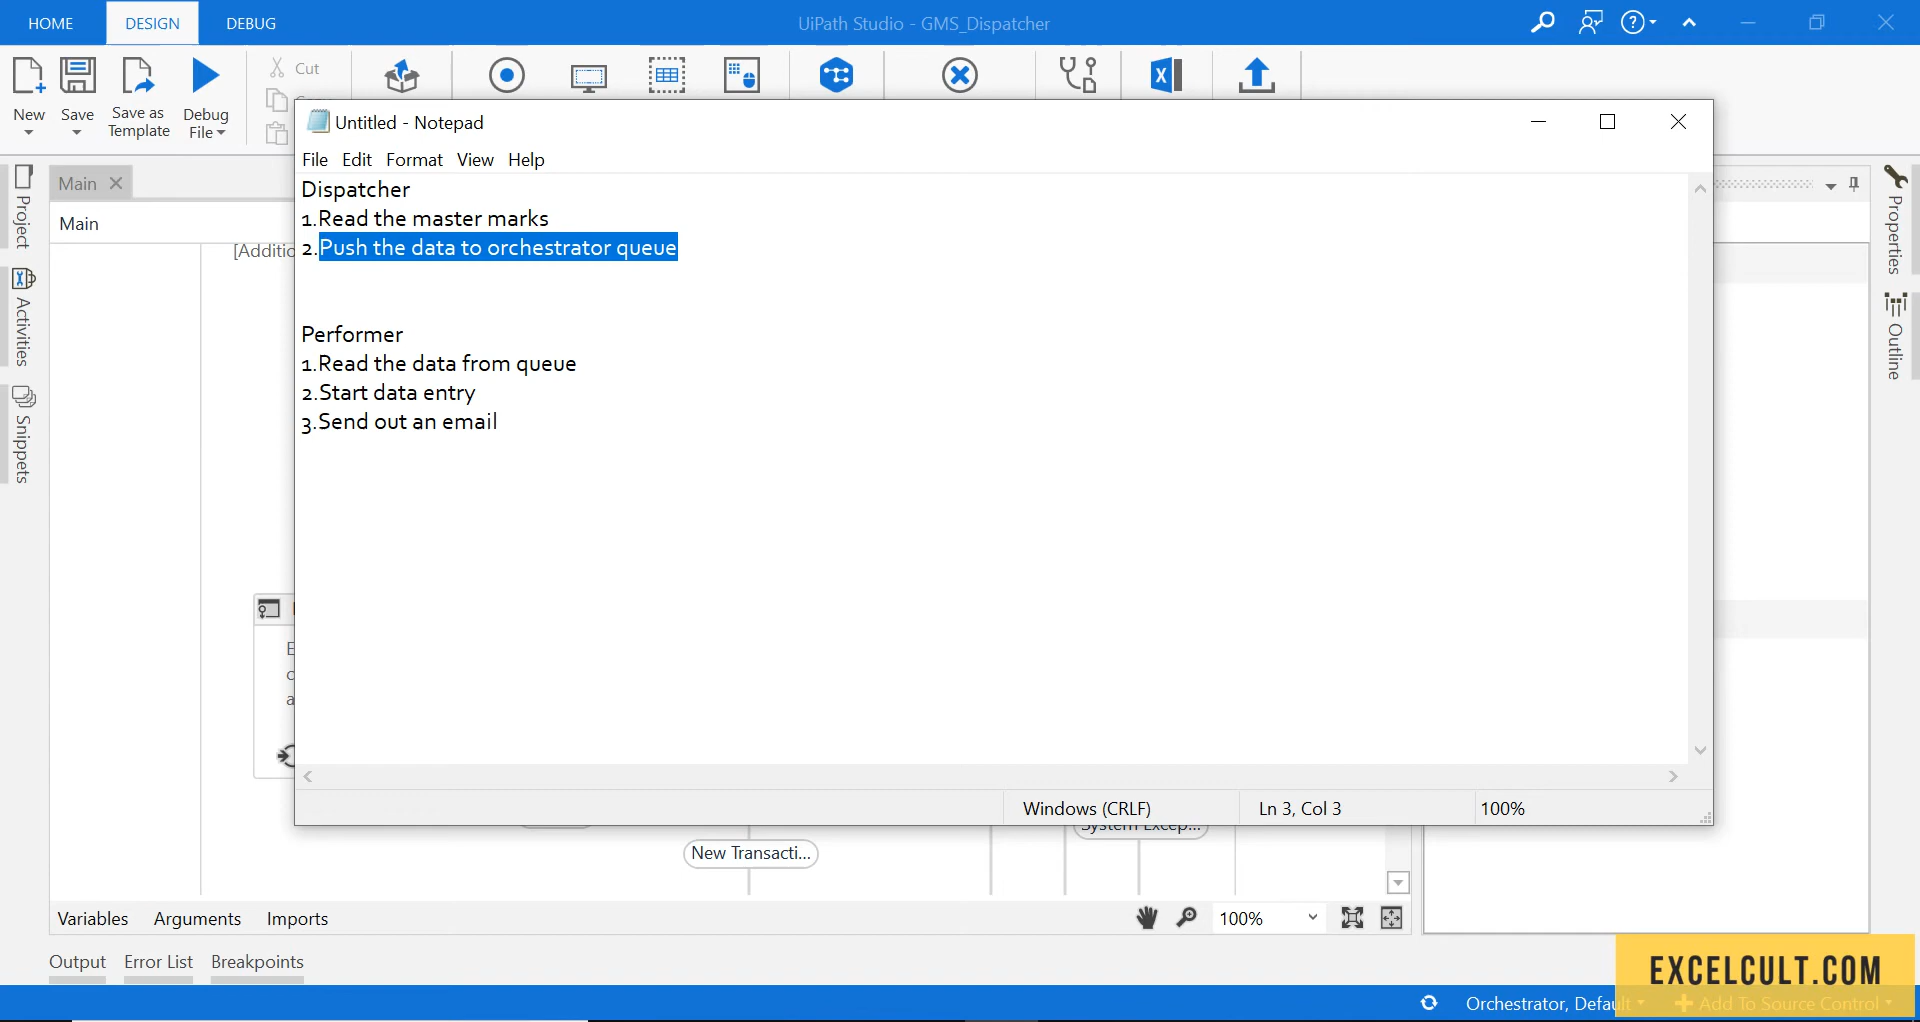 HOME DESIGN DEBUG UiPath Studio - GMS_Dispatcher
New Save Save as Template Debug File
Cut
Untitled - Notepad
File Edit Format View Help
Dispatcher
1.Read the master marks
2.Push the data to orchestrator queue
Performer
1.Read the data from queue
2.Start data entry
3.Send out an email
Windows (CRLF) Ln 3, Col 3 100%
Project
Activities
Snippets
Main
Main
[Additio
Properties
Outline
System Excep...
New Transacti...
Variables Arguments Imports 100%
Output Error List Breakpoints
EXCELCULT.COM
Orchestrator, Default Add To Source Control